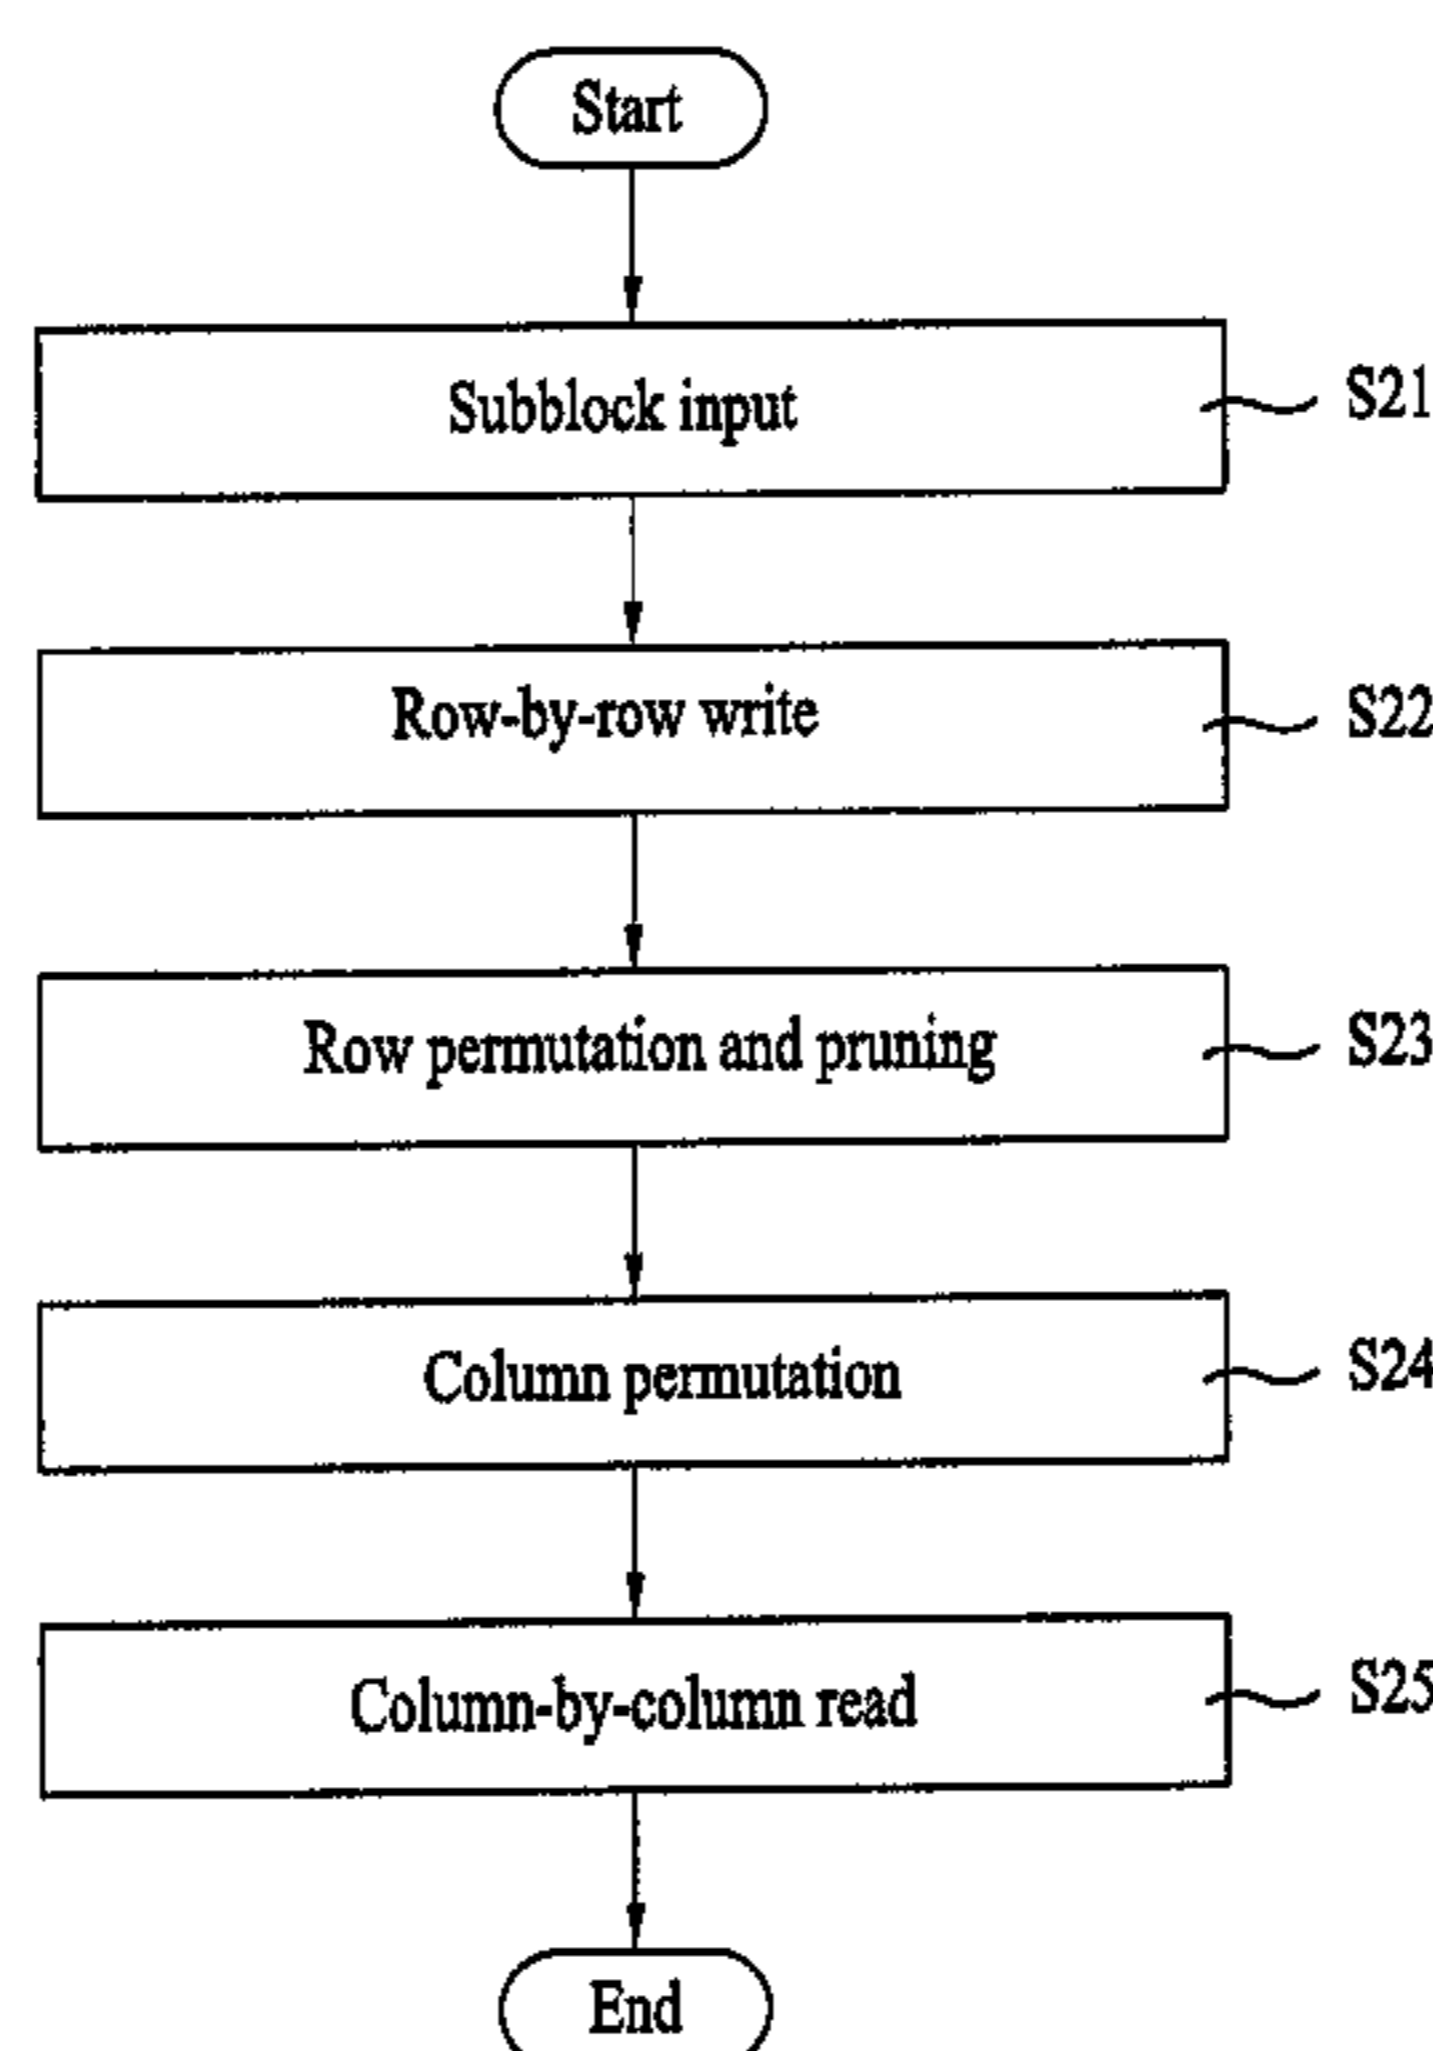 Start
Subblock input
S21
Row-by-row write
S22
Row permutation and pruning
S23
Column permutation
S24
Column-by-column read
S25
End